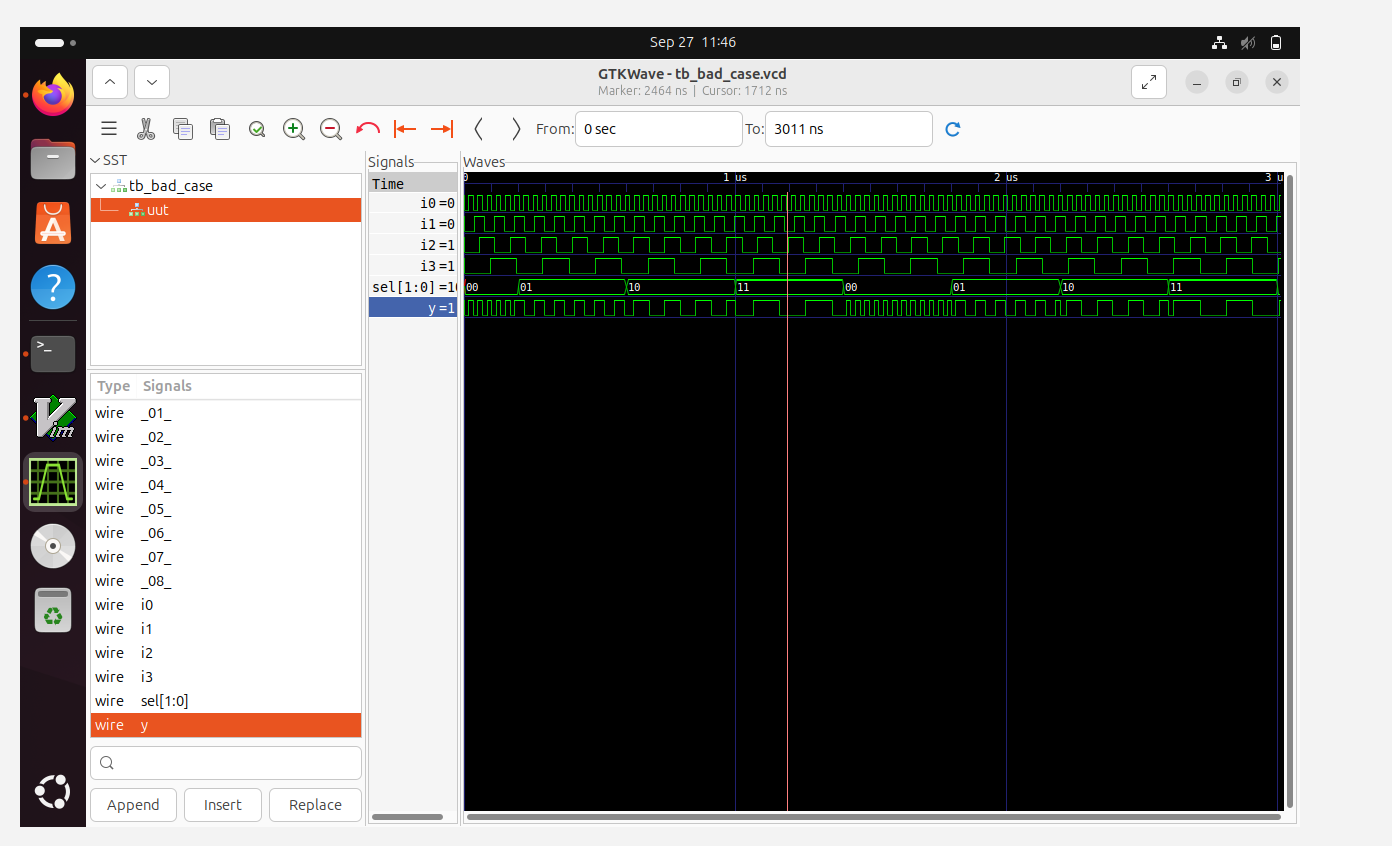 Sep 27 11:46
GTKWave - tb_bad_case.vcd
Marker: 2464 ns | Cursor: 1712 ns
From: 0 sec To: 3011 ns
SST
tb_bad_case
uut
Type Signals
wire _01_
wire _02_
wire _03_
wire _04_
wire _05_
wire _06_
wire _07_
wire _08_
wire i0
wire i1
wire i2
wire i3
wire sel[1:0]
wire y
Append Insert Replace
Signals
Time
i0 =0
i1 =0
i2 =1
i3 =1
sel[1:0] =10
y =1
Waves
0 1 us 2 us 3 u
00 01 10 11 00 01 10 11